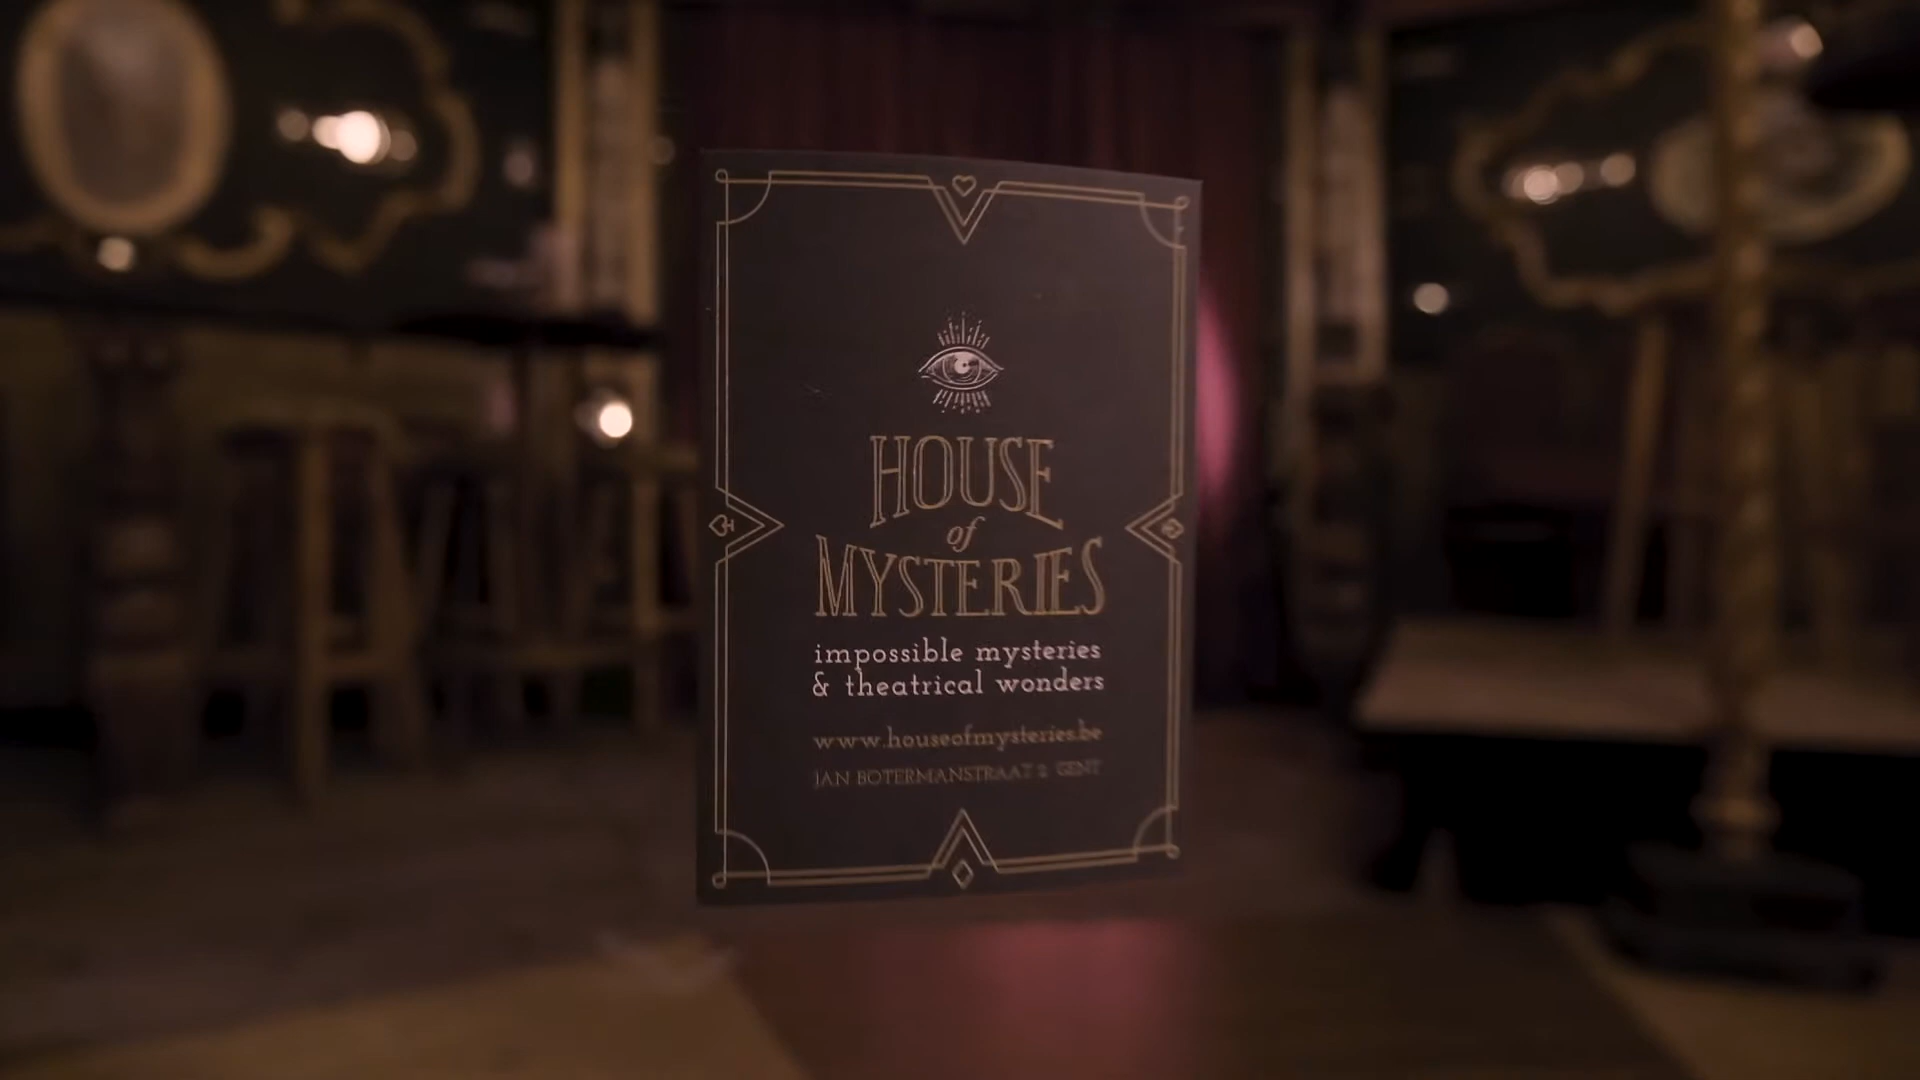 HOUSE
of
MYSTERIES
impossible mysteries
& theatrical wonders
www.houseofmysteries.be
JAN BOTERMANSTRAAT 2 GENT